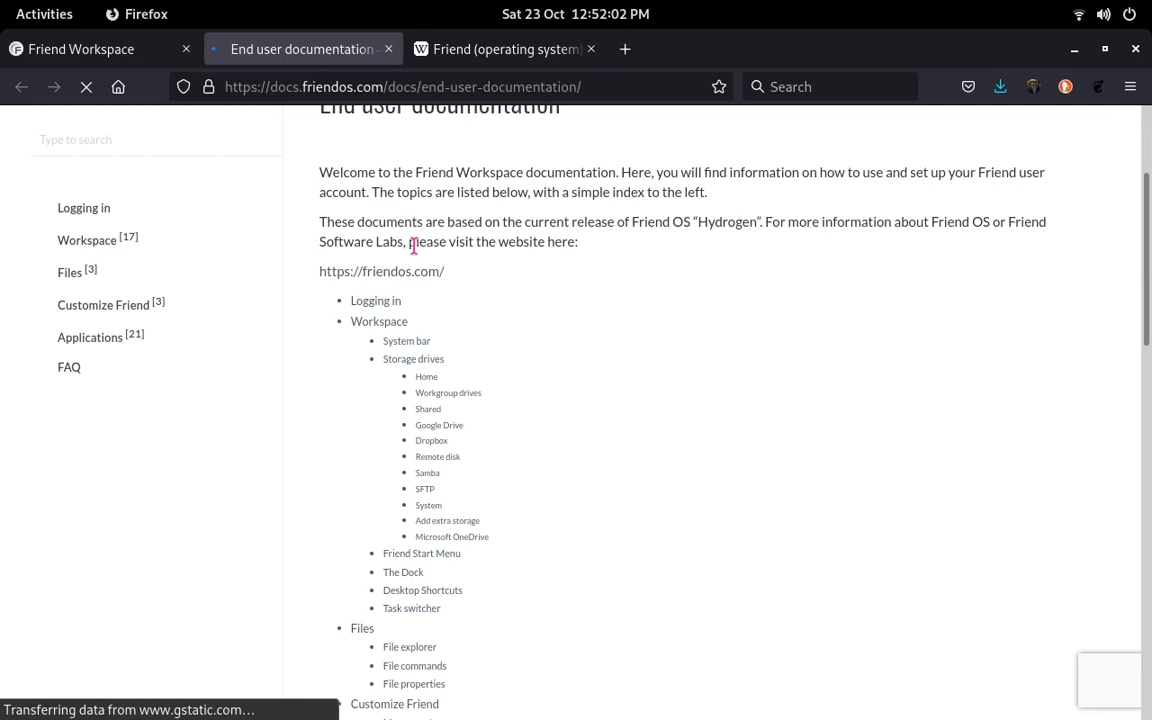 Activities
Firefox
Sat 23 Oct 12:52:02 PM
Friend Workspace
End user documentation
Friend (operating system)
https://docs.friendos.com/docs/end-user-documentation/
Search
End user documentation
Type to search
Logging in
Workspace [17]
Files [3]
Customize Friend [3]
Applications [21]
FAQ
Welcome to the Friend Workspace documentation. Here, you will find information on how to use and set up your Friend user
account. The topics are listed below, with a simple index to the left.
These documents are based on the current release of Friend OS “Hydrogen”. For more information about Friend OS or Friend
Software Labs, please visit the website here:
https://friendos.com/
Logging in
Workspace
System bar
Storage drives
Home
Workgroup drives
Shared
Google Drive
Dropbox
Remote disk
Samba
SFTP
System
Add extra storage
Microsoft OneDrive
Friend Start Menu
The Dock
Desktop Shortcuts
Task switcher
Files
File explorer
File commands
File properties
Customize Friend
Transferring data from www.gstatic.com…